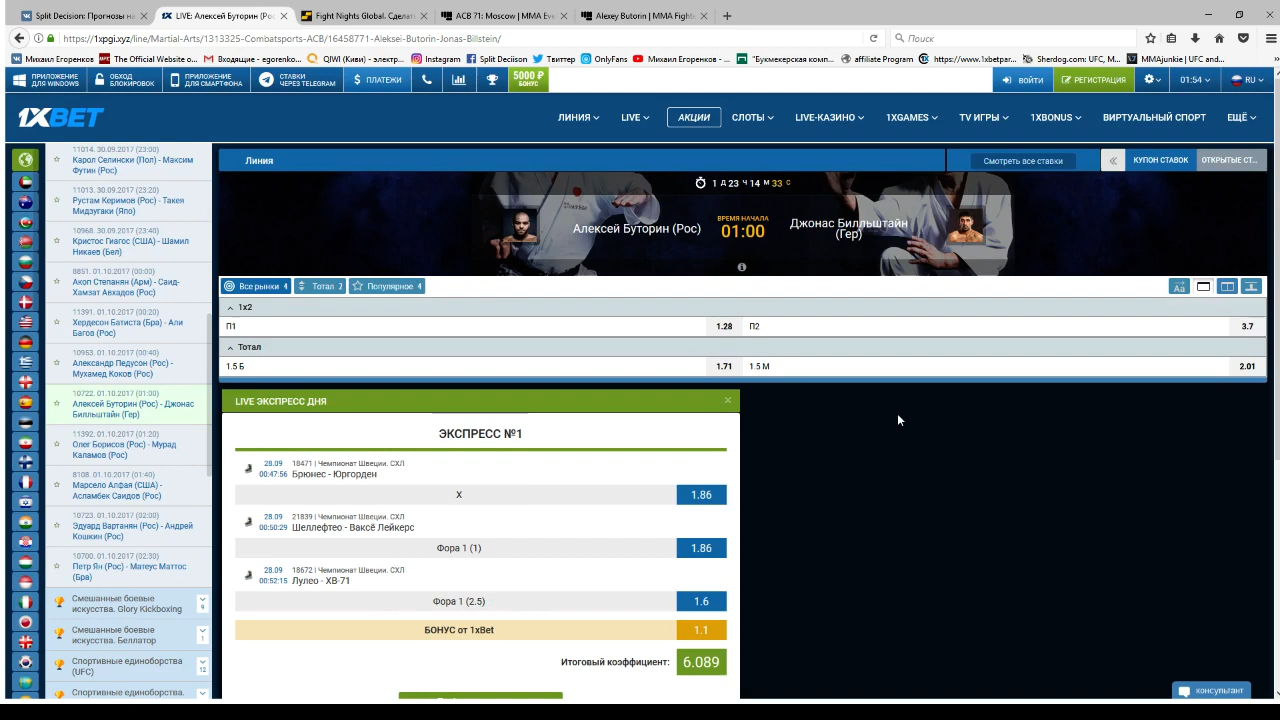 Split Decision: Прогнозы не
LIVE: Алексей Буторин (Рос
Fight Nights Global. Сделать
ACB 71: Moscow | MMA Eve
Alexey Butorin | MMA Fight
https://1xpgi.xyz/line/Martial-Arts/1313325-Combatsports-ACB/16458771-Aleksei-Butorin-Jonas-Billstein/
Поиск
Михаил Егоренков
The Official Website o...
Входящие - egorenko...
QIWI (Киви) - электр...
Instagram
Split Decision
Твиттер
OnlyFans
Михаил Егоренков ...
"Букмекерская комп...
affiliate Program
https://www.1xbetpar...
Sherdog.com: UFC, M...
MMAjunkie | UFC and...
ПРИЛОЖЕНИЕ
ДЛЯ WINDOWS
ОБХОД
БЛОКИРОВОК
ПРИЛОЖЕНИЕ
ДЛЯ СМАРТФОНА
СТАВКИ
ЧЕРЕЗ TELEGRAM
$ ПЛАТЕЖИ
5000 ₽
БОНУС
ВОЙТИ
РЕГИСТРАЦИЯ
01:54
RU
1XBET
ЛИНИЯ
LIVE
АКЦИИ
СЛОТЫ
LIVE-КАЗИНО
1XGAMES
TV ИГРЫ
1XBONUS
ВИРТУАЛЬНЫЙ СПОРТ
ЕЩЁ
11014. 30.09.2017 (23:00)
Карол Селински (Пол) - Максим
Футин (Рос)
11013. 30.09.2017 (23:20)
Рустам Керимов (Рос) - Такея
Мидзугаки (Япо)
10968. 30.09.2017 (23:40)
Кристос Гиагос (США) - Шамил
Никаев (Бел)
8851. 01.10.2017 (00:00)
Акоп Степанян (Арм) - Саид-
Хамзат Авхадов (Рос)
11391. 01.10.2017 (00:20)
Хердесон Батиста (Бра) - Али
Багов (Рос)
10953. 01.10.2017 (00:40)
Александр Педусон (Рос) -
Мухамед Коков (Рос)
10722. 01.10.2017 (01:00)
Алексей Буторин (Рос) - Джонас
Билльштайн (Гер)
11392. 01.10.2017 (01:20)
Олег Борисов (Рос) - Мурад
Каламов (Рос)
8108. 01.10.2017 (01:40)
Марсело Алфая (США) -
Асламбек Саидов (Рос)
10723. 01.10.2017 (02:00)
Эдуард Вартанян (Рос) - Андрей
Кошкин (Рос)
10700. 01.10.2017 (02:30)
Петр Ян (Рос) - Матеус Маттос
(Бра)
Смешанные боевые
искусства. Glory Kickboxing
9
Смешанные боевые
искусства. Беллатор
1
Спортивные единоборства
(UFC)
12
Спортивные единоборства.
Линия
Смотреть все ставки
КУПОН СТАВОК
ОТКРЫТЫЕ СТ...
1 Д 23 Ч 14 М 33 С
Алексей Буторин (Рос)
ВРЕМЯ НАЧАЛА
01:00
Джонас Билльштайн
(Гер)
Все рынки 4
Тотал 2
Популярное 4
Aa
1x2
П1
1.28
П2
3.7
Тотал
1.5 Б
1.71
1.5 М
2.01
LIVE ЭКСПРЕСС ДНЯ
ЭКСПРЕСС №1
28.09
18471 | Чемпионат Швеции. СХЛ
00:47:56
Брюнес - Юргорден
X
1.86
28.09
21839 | Чемпионат Швеции. СХЛ
00:50:29
Шеллефтео - Ваксё Лейкерс
Фора 1 (1)
1.86
28.09
18672 | Чемпионат Швеции. СХЛ
00:52:15
Лулео - ХВ-71
Фора 1 (2.5)
1.6
БОНУС от 1xBet
1.1
Итоговый коэффициент:
6.089
консультант